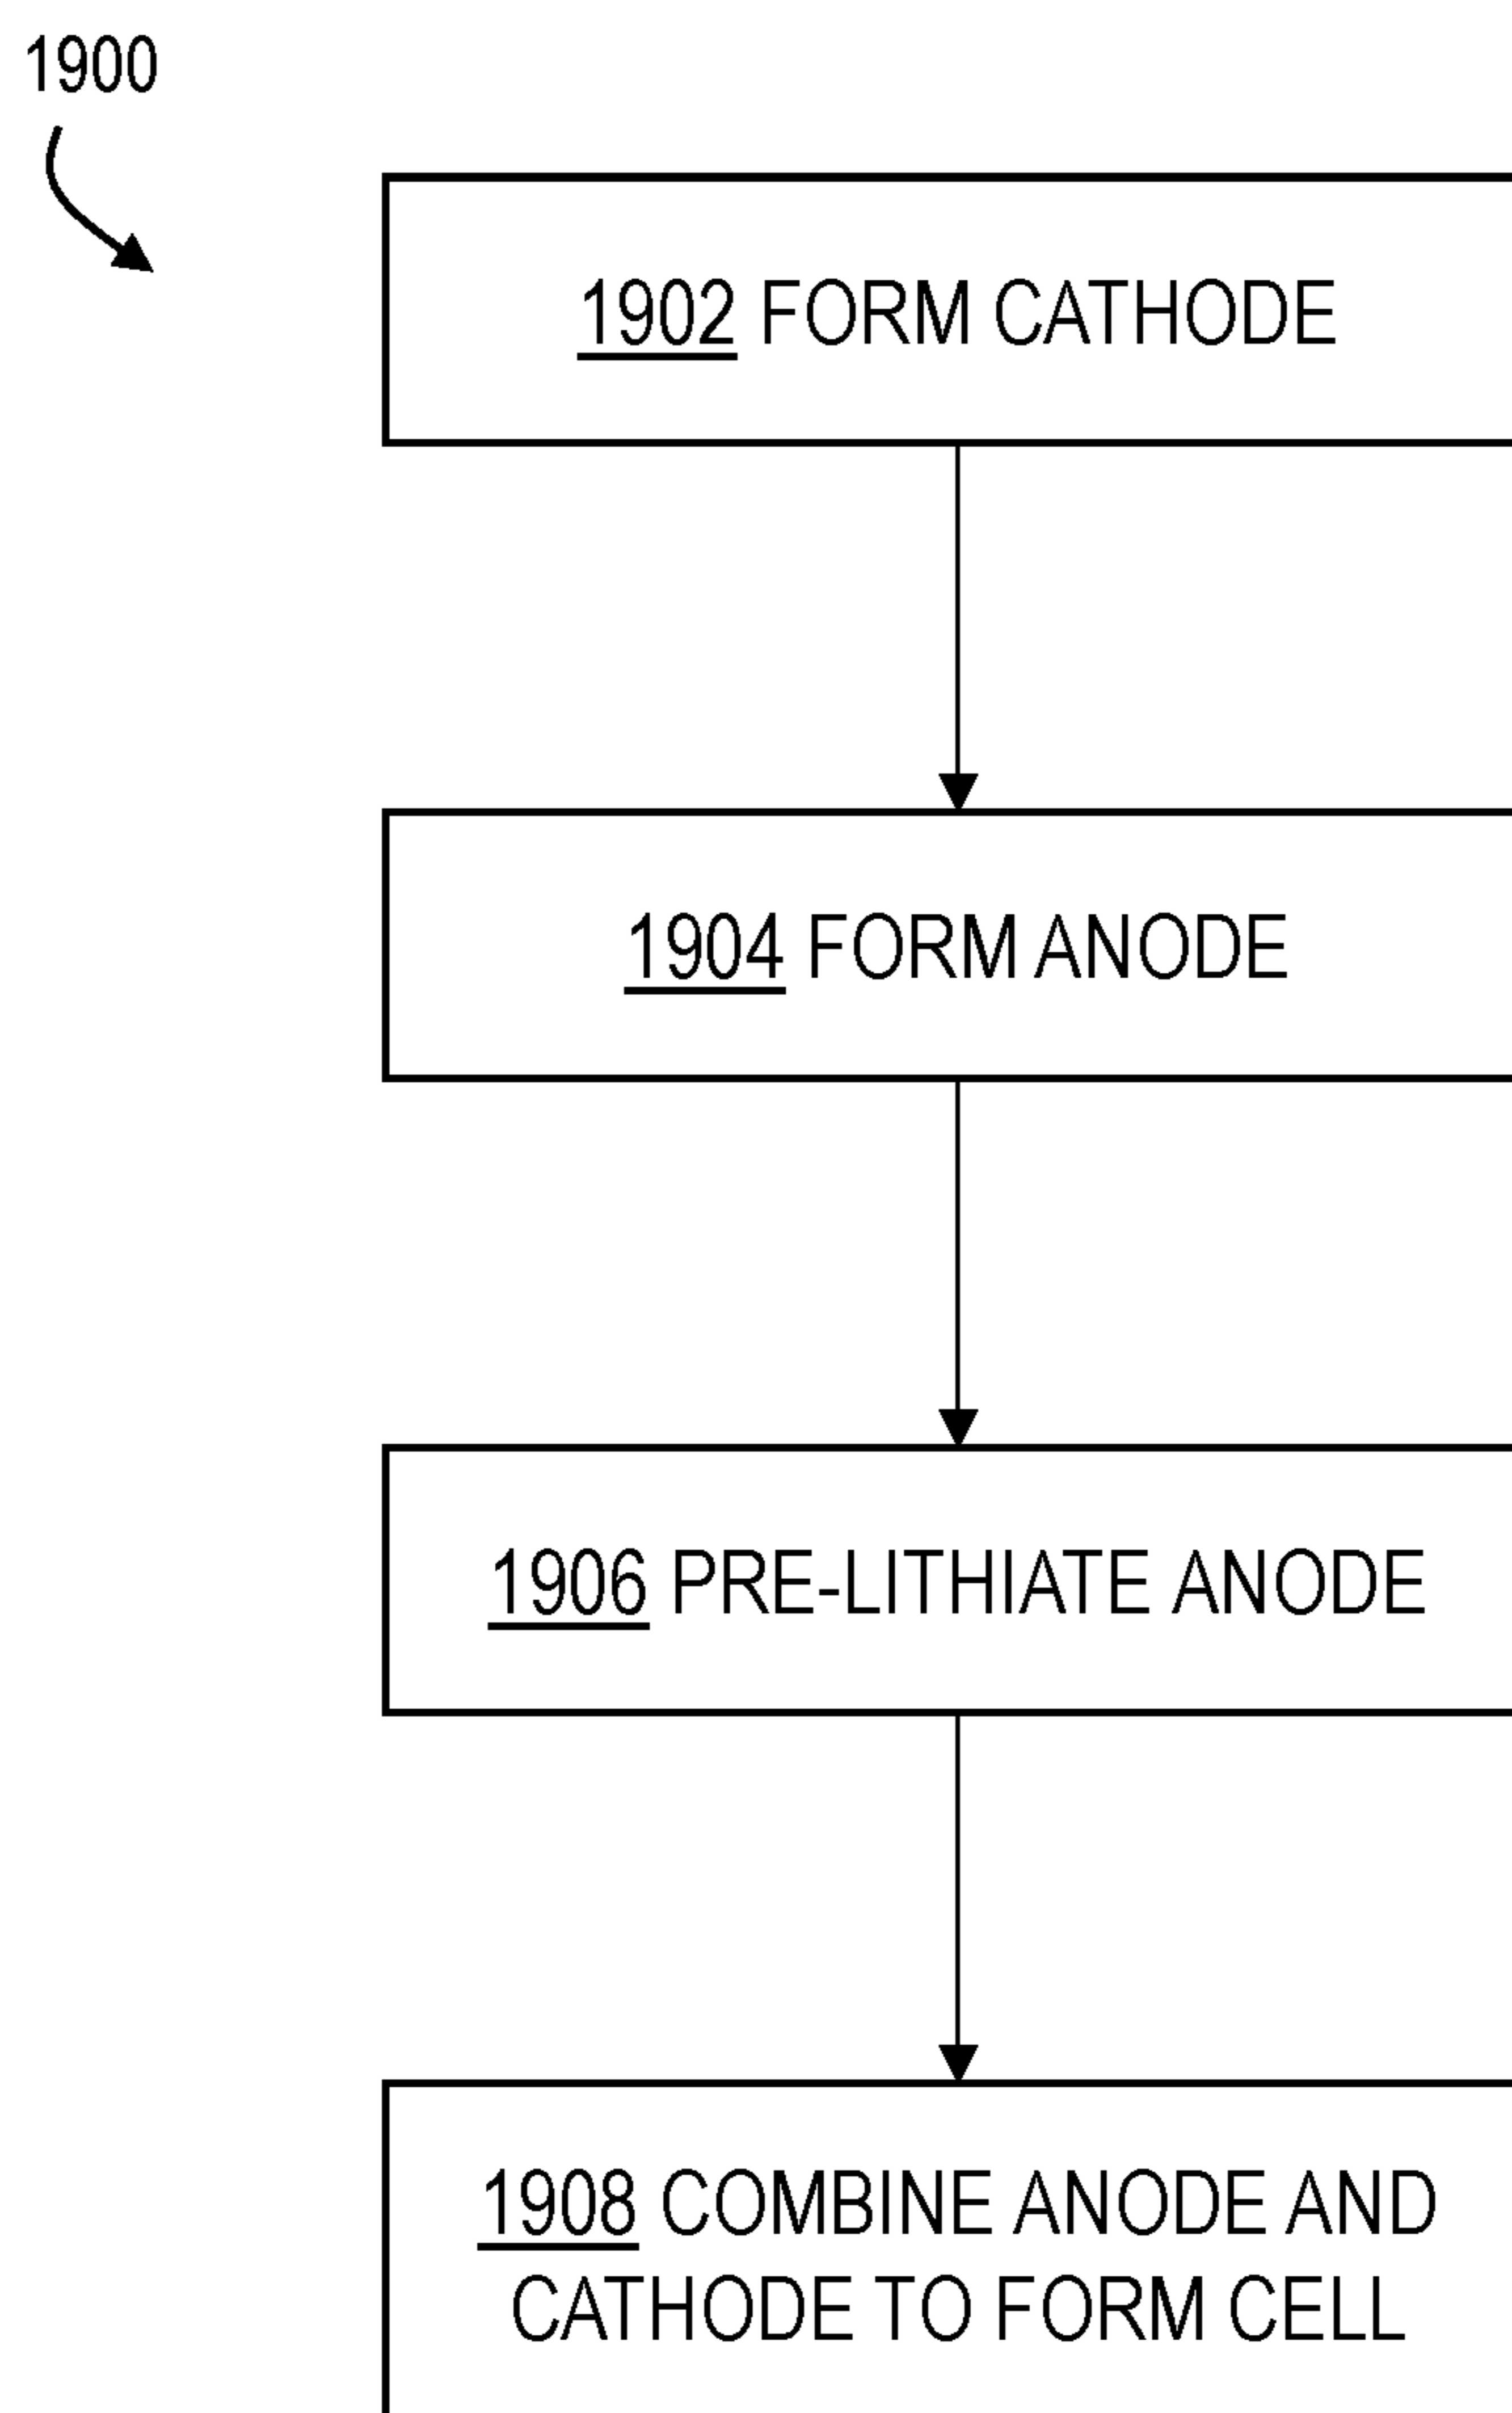 1900
1902 FORM CATHODE
1904 FORM ANODE
1906 PRE-LITHIATE ANODE
1908 COMBINE ANODE AND
CATHODE TO FORM CELL